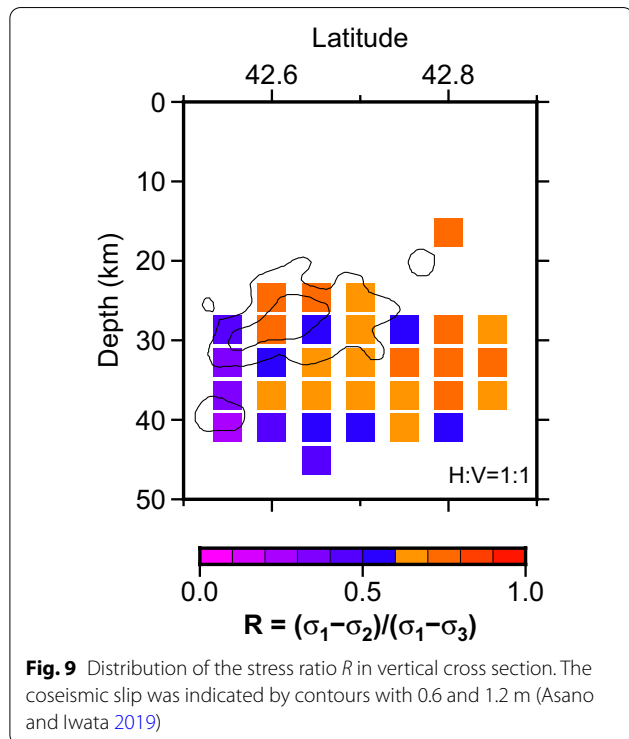 Latitude
42.6 42.8
0
10
20
30
40
50
Depth (km)
H:V=1:1
0.0 0.5 1.0
R = (σ₁−σ₂)/(σ₁−σ₃)
Fig. 9 Distribution of the stress ratio R in vertical cross section. The
coseismic slip was indicated by contours with 0.6 and 1.2 m (Asano
and Iwata 2019)